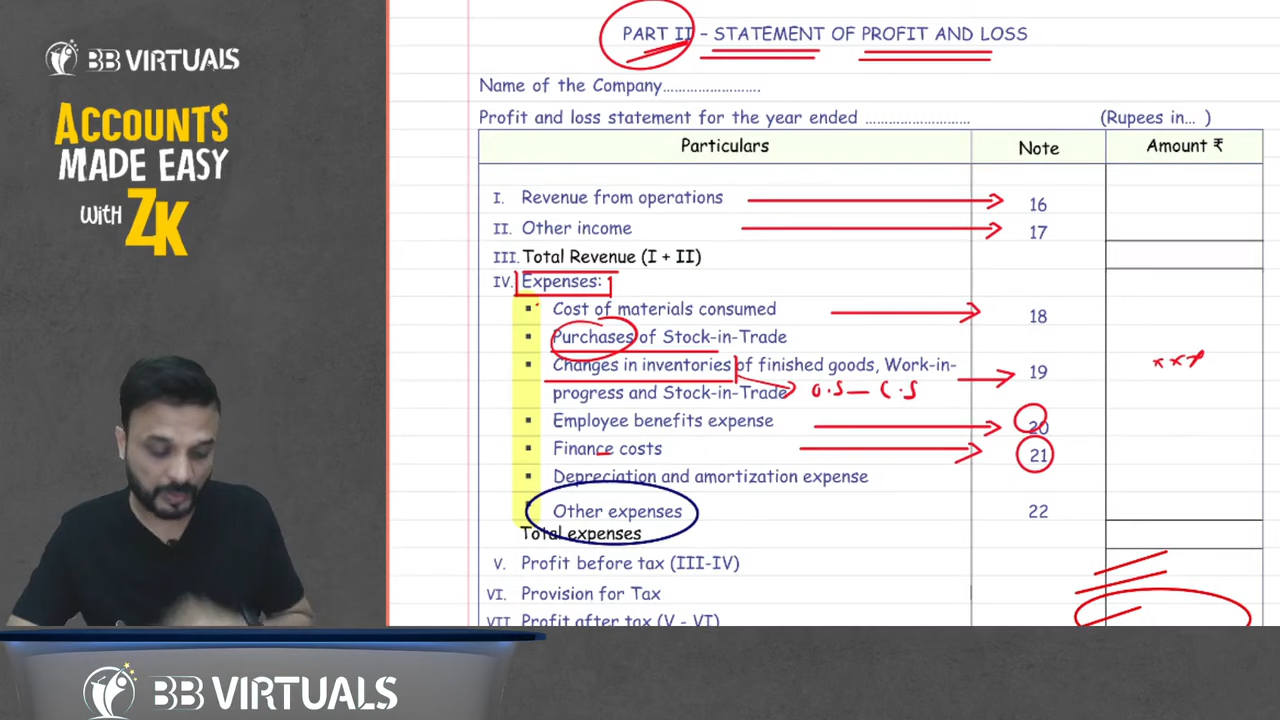 BB VIRTUALS
ACCOUNTS
MADE EASY
WITH ZK
PART II – STATEMENT OF PROFIT AND LOSS
Name of the Company…………………….
Profit and loss statement for the year ended ……………………… (Rupees in… )
Particulars Note Amount ₹
I. Revenue from operations 16
II. Other income 17
III. Total Revenue (I + II)
IV. Expenses:
▪ Cost of materials consumed 18
▪ Purchases of Stock-in-Trade
▪ Changes in inventories of finished goods, Work-in- 19 xxx
progress and Stock-in-Trade O.S – C.S
▪ Employee benefits expense 20
▪ Finance costs 21
▪ Depreciation and amortization expense
▪ Other expenses 22
Total expenses
V. Profit before tax (III-IV)
VI. Provision for Tax
VII. Profit after tax (V - VI)
BB VIRTUALS